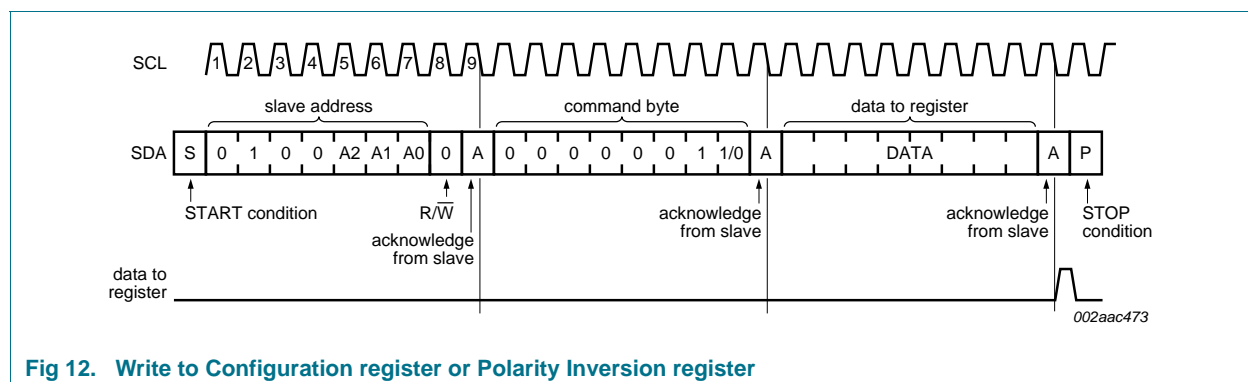 SCL 1 2 3 4 5 6 7 8 9
slave address command byte data to register
SDA S 0 1 0 0 A2 A1 A0 0 A 0 0 0 0 0 0 1 1/0 A DATA A P
START condition R/W̅ acknowledge from slave acknowledge from slave acknowledge from slave STOP condition
data to register
002aac473
Fig 12. Write to Configuration register or Polarity Inversion register